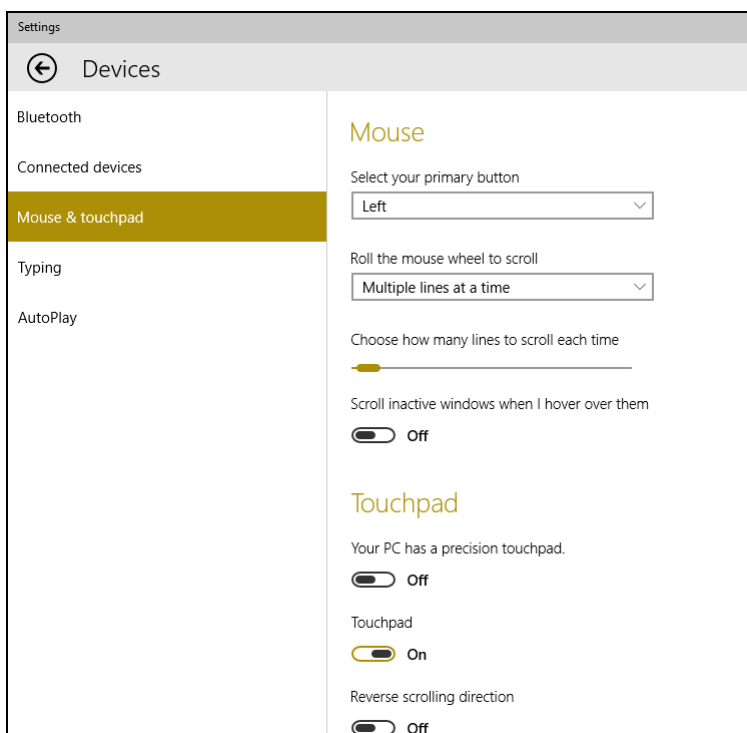 Settings
Devices
Bluetooth
Connected devices
Mouse & touchpad
Typing
AutoPlay
Mouse
Select your primary button
Left
Roll the mouse wheel to scroll
Multiple lines at a time
Choose how many lines to scroll each time
Scroll inactive windows when I hover over them
Off
Touchpad
Your PC has a precision touchpad.
Off
Touchpad
On
Reverse scrolling direction
Off